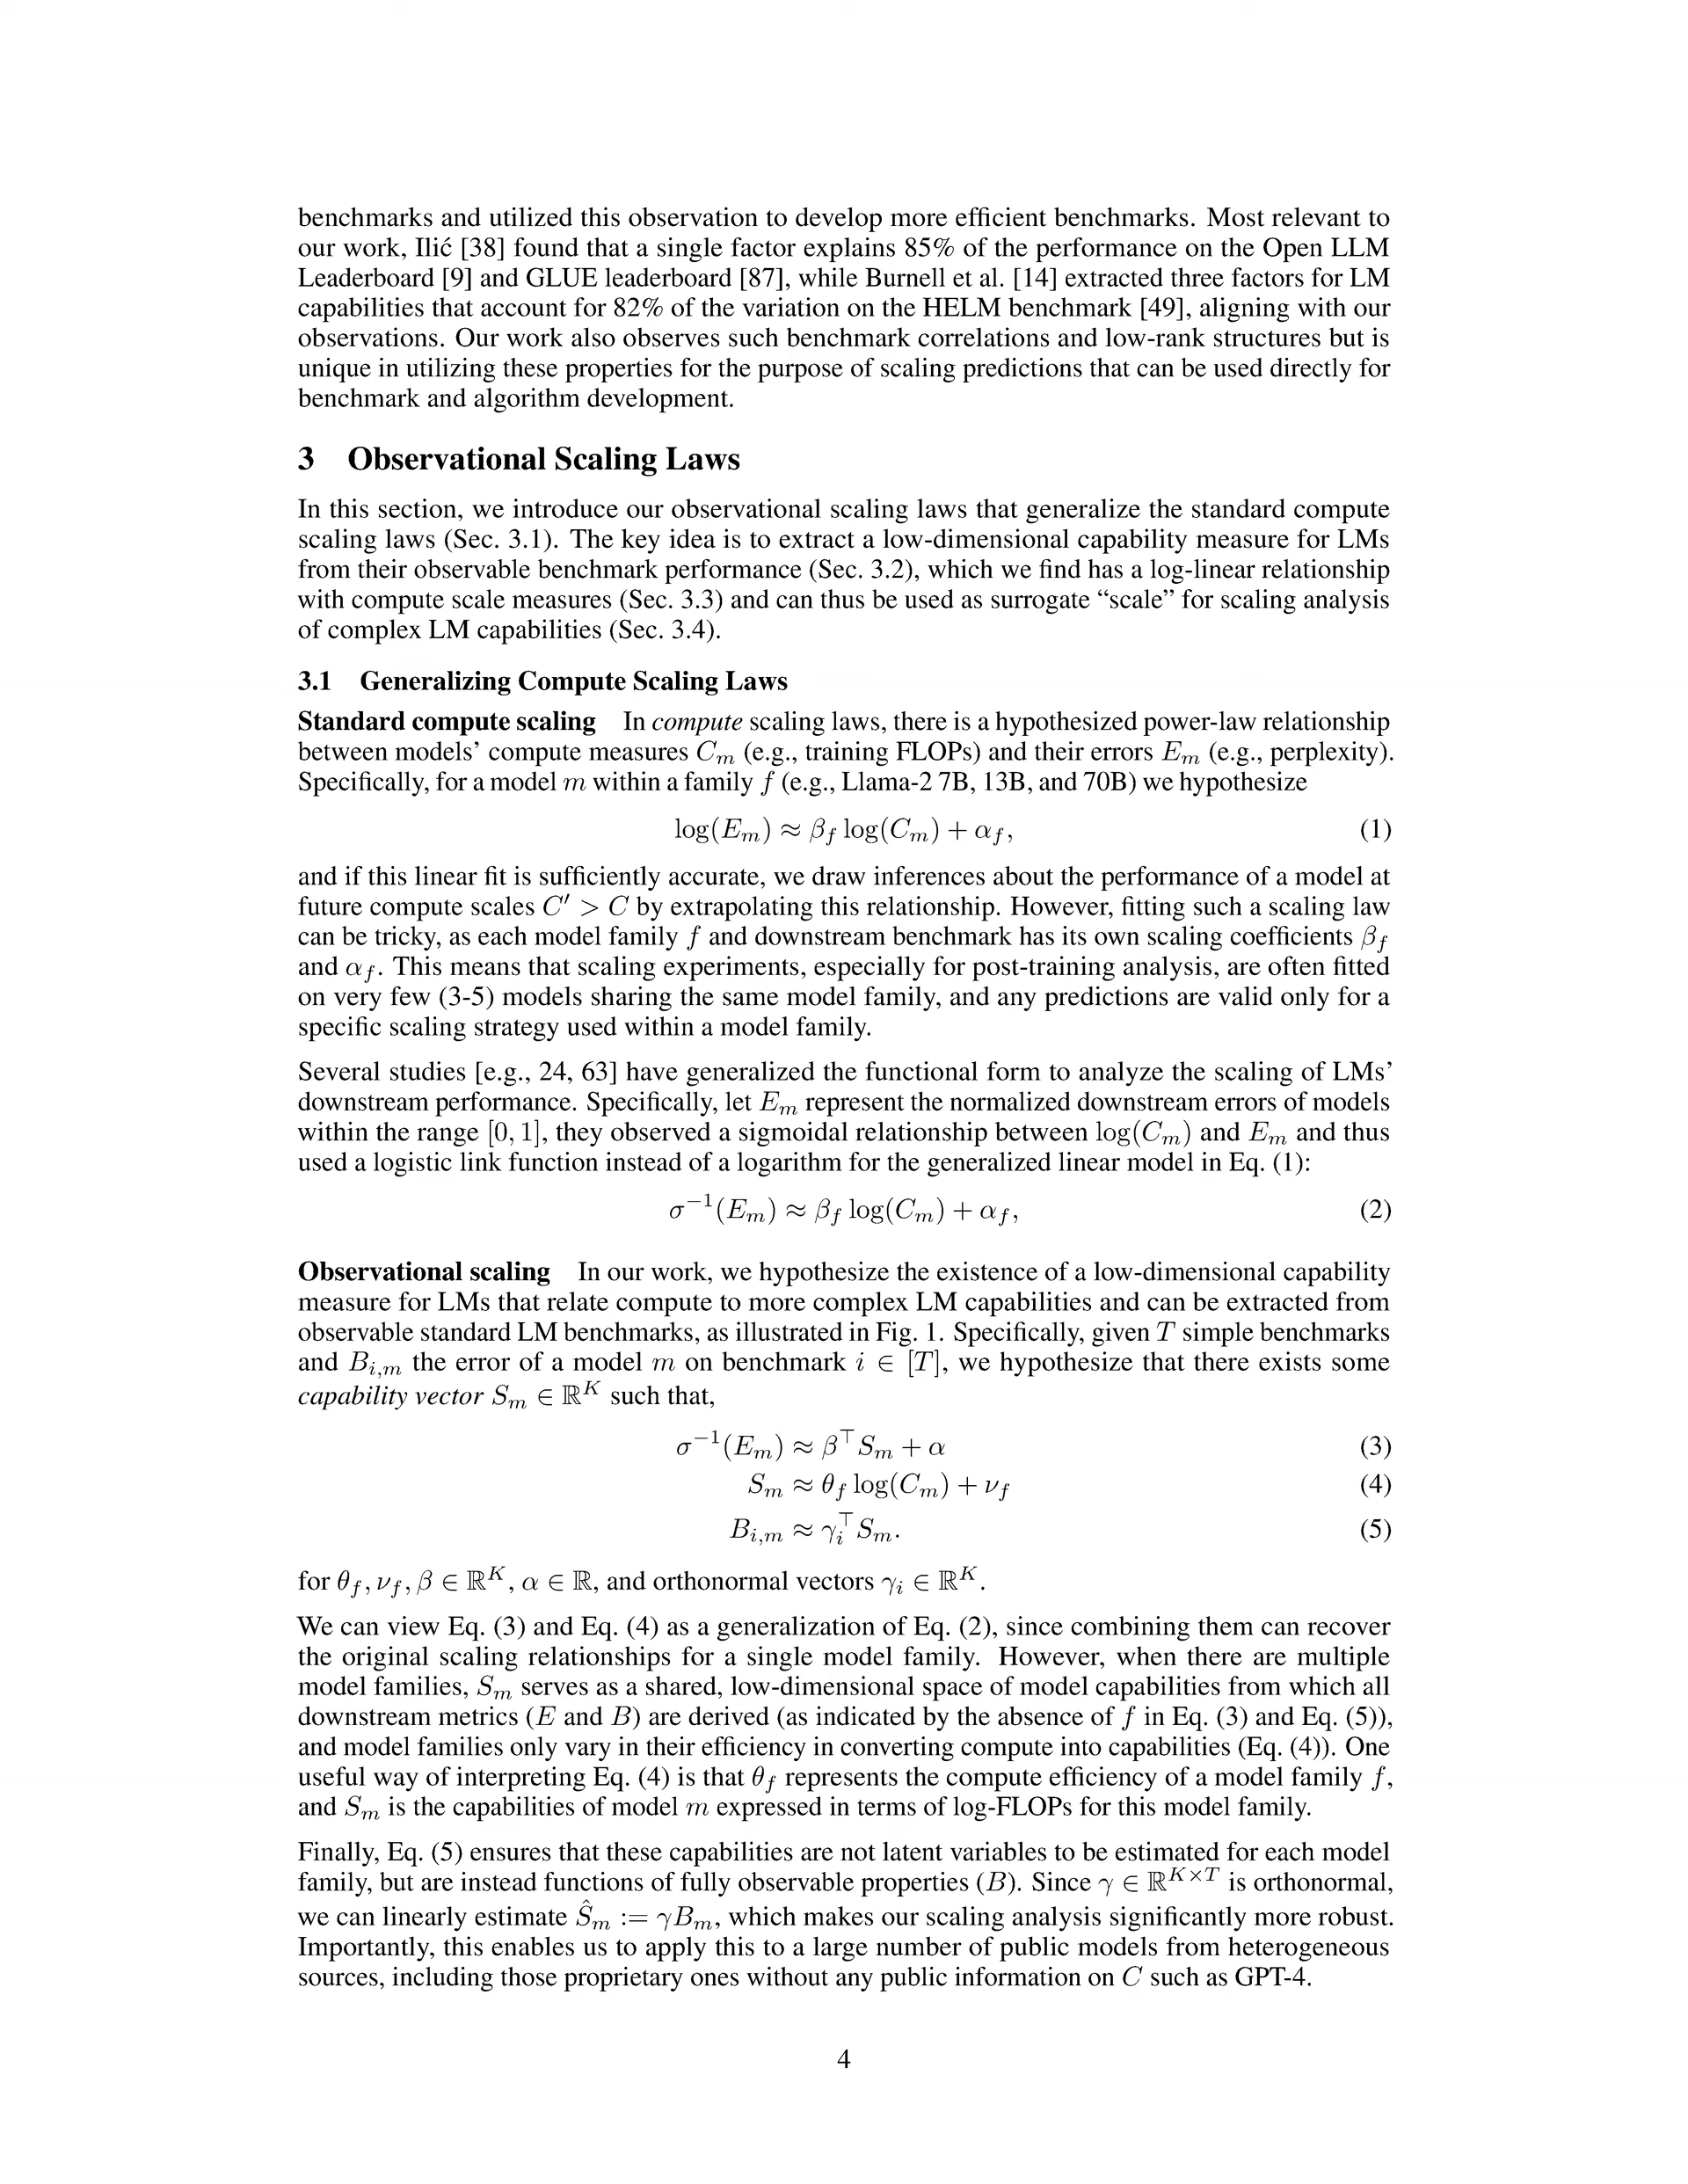 benchmarks and utilized this observation to develop more efficient benchmarks. Most relevant to
our work, Ilić [38] found that a single factor explains 85% of the performance on the Open LLM
Leaderboard [9] and GLUE leaderboard [87], while Burnell et al. [14] extracted three factors for LM
capabilities that account for 82% of the variation on the HELM benchmark [49], aligning with our
observations. Our work also observes such benchmark correlations and low-rank structures but is
unique in utilizing these properties for the purpose of scaling predictions that can be used directly for
benchmark and algorithm development.
3 Observational Scaling Laws
In this section, we introduce our observational scaling laws that generalize the standard compute
scaling laws (Sec. 3.1). The key idea is to extract a low-dimensional capability measure for LMs
from their observable benchmark performance (Sec. 3.2), which we find has a log-linear relationship
with compute scale measures (Sec. 3.3) and can thus be used as surrogate “scale” for scaling analysis
of complex LM capabilities (Sec. 3.4).
3.1 Generalizing Compute Scaling Laws
Standard compute scaling In compute scaling laws, there is a hypothesized power-law relationship
between models’ compute measures C_m (e.g., training FLOPs) and their errors E_m (e.g., perplexity).
Specifically, for a model m within a family f (e.g., Llama-2 7B, 13B, and 70B) we hypothesize
log(E_m) ≈ β_f log(C_m) + α_f, (1)
and if this linear fit is sufficiently accurate, we draw inferences about the performance of a model at
future compute scales C′ > C by extrapolating this relationship. However, fitting such a scaling law
can be tricky, as each model family f and downstream benchmark has its own scaling coefficients β_f
and α_f. This means that scaling experiments, especially for post-training analysis, are often fitted
on very few (3-5) models sharing the same model family, and any predictions are valid only for a
specific scaling strategy used within a model family.
Several studies [e.g., 24, 63] have generalized the functional form to analyze the scaling of LMs’
downstream performance. Specifically, let E_m represent the normalized downstream errors of models
within the range [0, 1], they observed a sigmoidal relationship between log(C_m) and E_m and thus
used a logistic link function instead of a logarithm for the generalized linear model in Eq. (1):
σ^{−1}(E_m) ≈ β_f log(C_m) + α_f, (2)
Observational scaling In our work, we hypothesize the existence of a low-dimensional capability
measure for LMs that relate compute to more complex LM capabilities and can be extracted from
observable standard LM benchmarks, as illustrated in Fig. 1. Specifically, given T simple benchmarks
and B_{i,m} the error of a model m on benchmark i ∈ [T], we hypothesize that there exists some
capability vector S_m ∈ ℝ^K such that,
σ^{−1}(E_m) ≈ β^⊤ S_m + α (3)
S_m ≈ θ_f log(C_m) + ν_f (4)
B_{i,m} ≈ γ_i^⊤ S_m. (5)
for θ_f, ν_f, β ∈ ℝ^K, α ∈ ℝ, and orthonormal vectors γ_i ∈ ℝ^K.
We can view Eq. (3) and Eq. (4) as a generalization of Eq. (2), since combining them can recover
the original scaling relationships for a single model family. However, when there are multiple
model families, S_m serves as a shared, low-dimensional space of model capabilities from which all
downstream metrics (E and B) are derived (as indicated by the absence of f in Eq. (3) and Eq. (5)),
and model families only vary in their efficiency in converting compute into capabilities (Eq. (4)). One
useful way of interpreting Eq. (4) is that θ_f represents the compute efficiency of a model family f,
and S_m is the capabilities of model m expressed in terms of log-FLOPs for this model family.
Finally, Eq. (5) ensures that these capabilities are not latent variables to be estimated for each model
family, but are instead functions of fully observable properties (B). Since γ ∈ ℝ^{K×T} is orthonormal,
we can linearly estimate Ŝ_m := γB_m, which makes our scaling analysis significantly more robust.
Importantly, this enables us to apply this to a large number of public models from heterogeneous
sources, including those proprietary ones without any public information on C such as GPT-4.
4